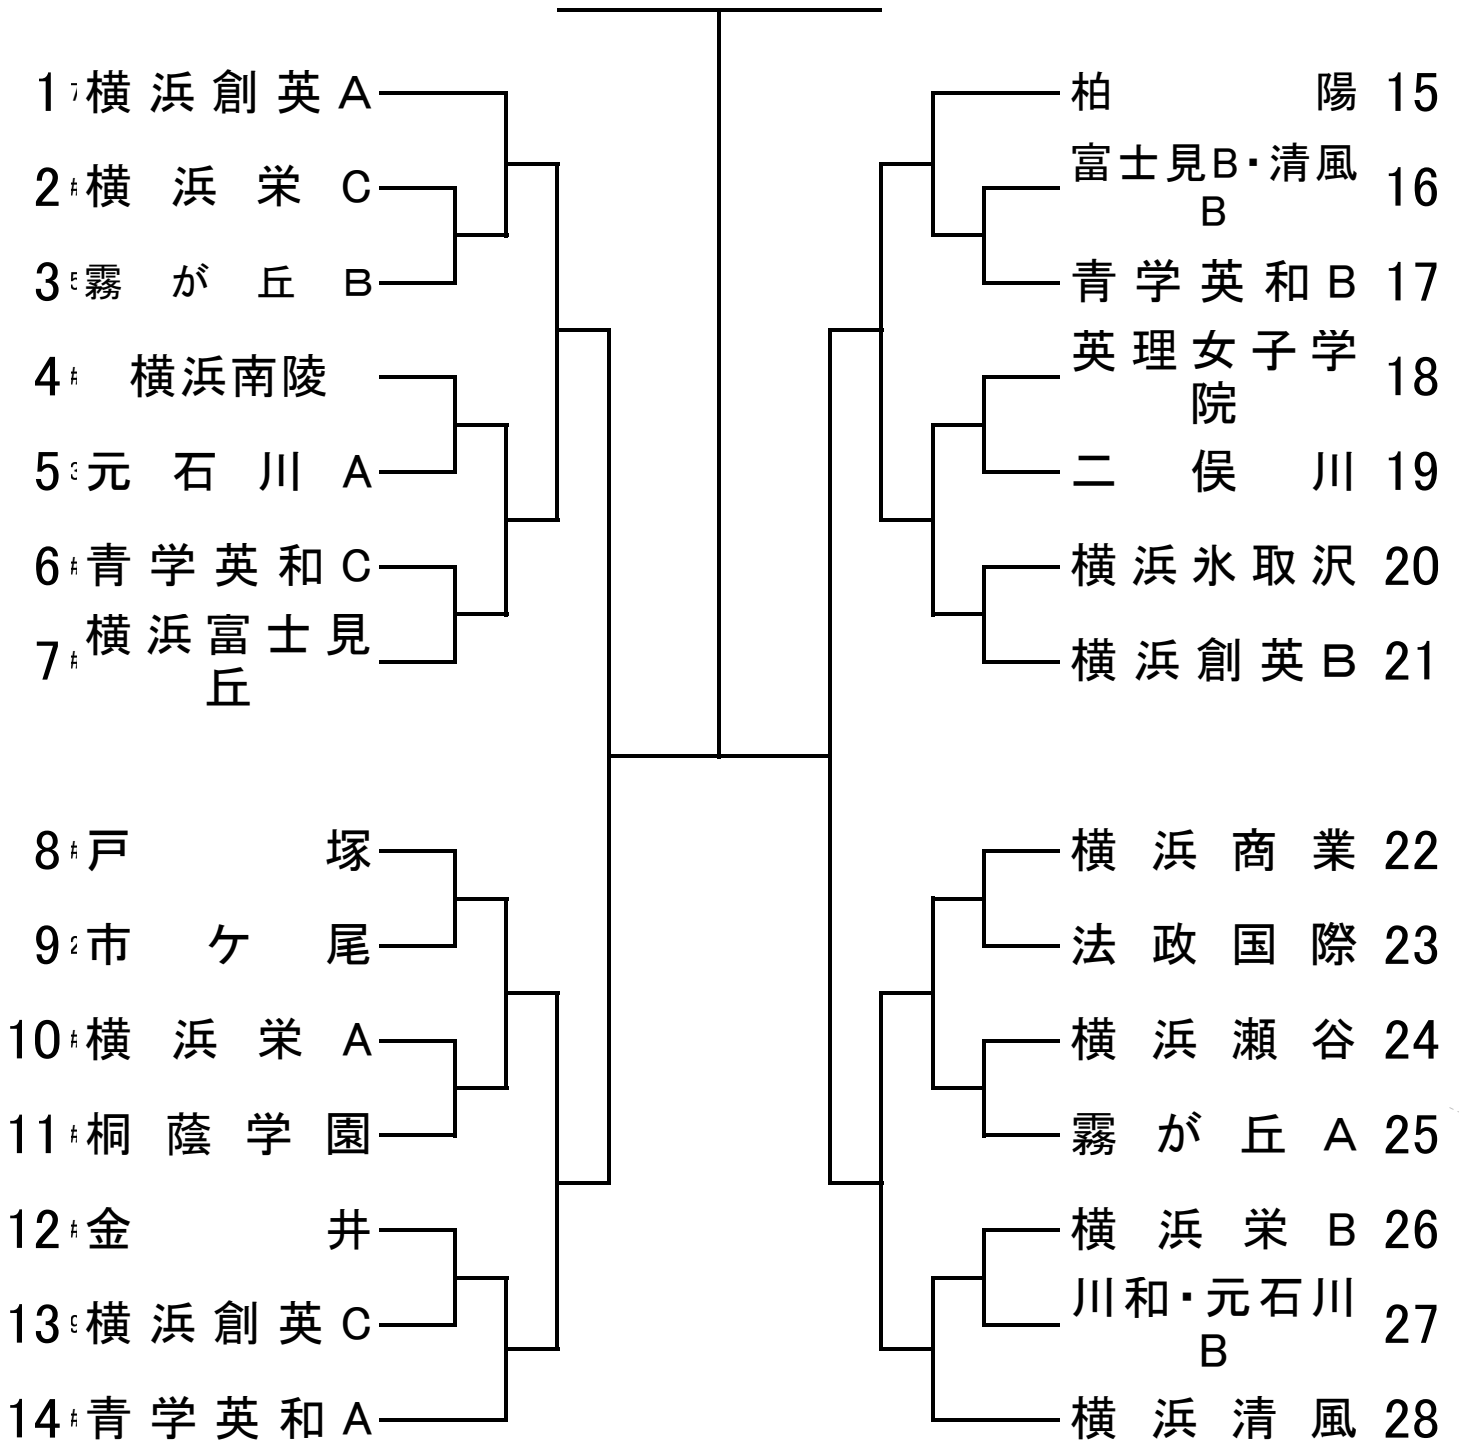 1 横浜創英A
2 横浜栄C
3 霧が丘B
4 横浜南陵
5 元石川A
6 青学英和C
7 横浜富士見
丘
8 戸塚
9 市ケ尾
10 横浜栄A
11 桐蔭学園
12 金井
13 横浜創英C
14 青学英和A
柏陽 15
富士見B・清風
B 16
青学英和B 17
英理女子学
院 18
二俣川 19
横浜氷取沢 20
横浜創英B 21
横浜商業 22
法政国際 23
横浜瀬谷 24
霧が丘A 25
横浜栄B 26
川和・元石川
B 27
横浜清風 28